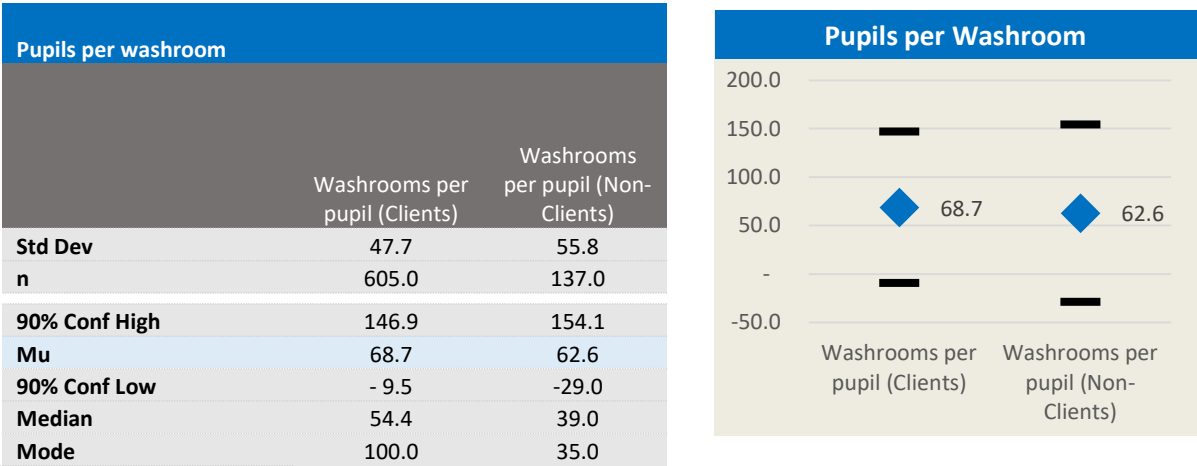 Pupils per washroom
Washrooms per pupil (Clients)
Washrooms per pupil (Non-Clients)
Std Dev 47.7 55.8
n 605.0 137.0
90% Conf High 146.9 154.1
Mu 68.7 62.6
90% Conf Low - 9.5 -29.0
Median 54.4 39.0
Mode 100.0 35.0
Pupils per Washroom
200.0
150.0
100.0
50.0
-
-50.0
68.7
62.6
Washrooms per
pupil (Clients)
Washrooms per
pupil (Non-
Clients)